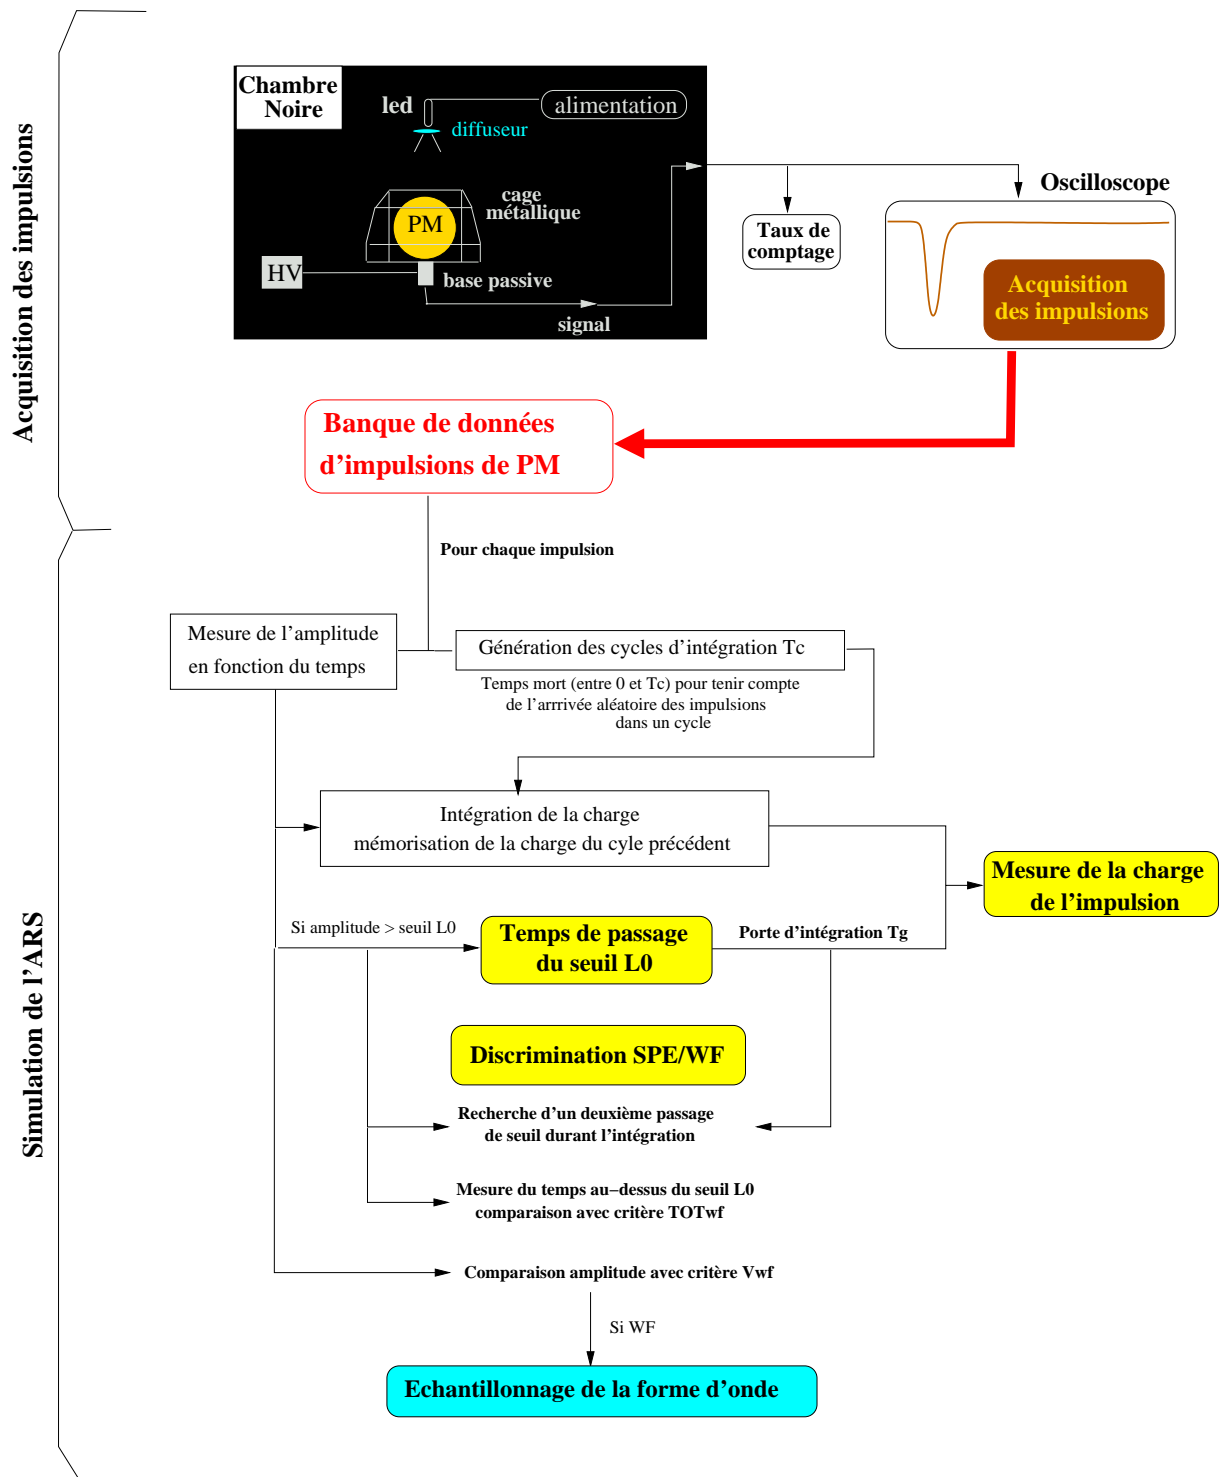 Acquisition des impulsions
Chambre
Noire
led
alimentation
diffuseur
cage
métallique
PM
HV
base passive
signal
Taux de
comptage
Oscilloscope
Acquisition
des impulsions
Banque de données
d'impulsions de PM
Simulation de l'ARS
Pour chaque impulsion
Mesure de l'amplitude
en fonction du temps
Génération des cycles d'intégration Tc
Temps mort (entre 0 et Tc) pour tenir compte
de l'arrrivée aléatoire des impulsions
dans un cycle
Intégration de la charge
mémorisation de la charge du cyle précédent
Mesure de la charge
de l'impulsion
Si amplitude > seuil L0
Temps de passage
du seuil L0
Porte d'intégration Tg
Discrimination SPE/WF
Recherche d'un deuxième passage
de seuil durant l'intégration
Mesure du temps au−dessus du seuil L0
comparaison avec critère TOTwf
Comparaison amplitude avec critère Vwf
Si WF
Echantillonnage de la forme d'onde